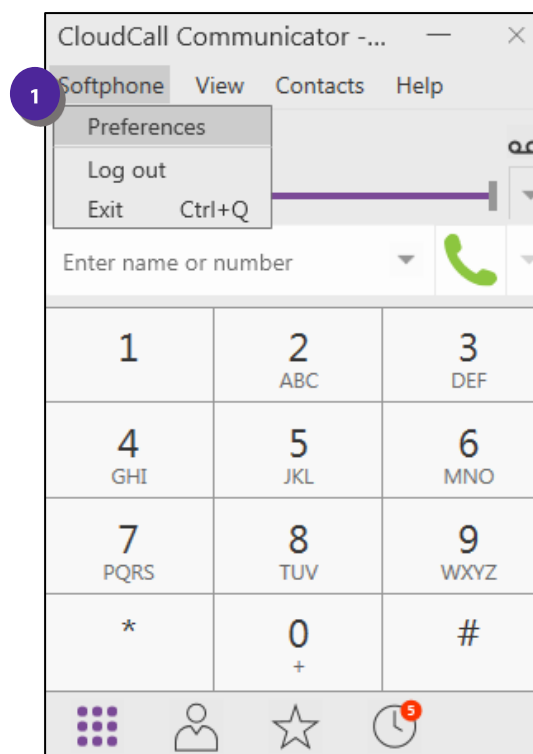 CloudCall Communicator -...
1
Softphone View Contacts Help
Preferences
Log out
Exit Ctrl+Q
Enter name or number
1 2 3
ABC DEF
4 5 6
GHI JKL MNO
7 8 9
PQRS TUV WXYZ
* 0 #
+
5